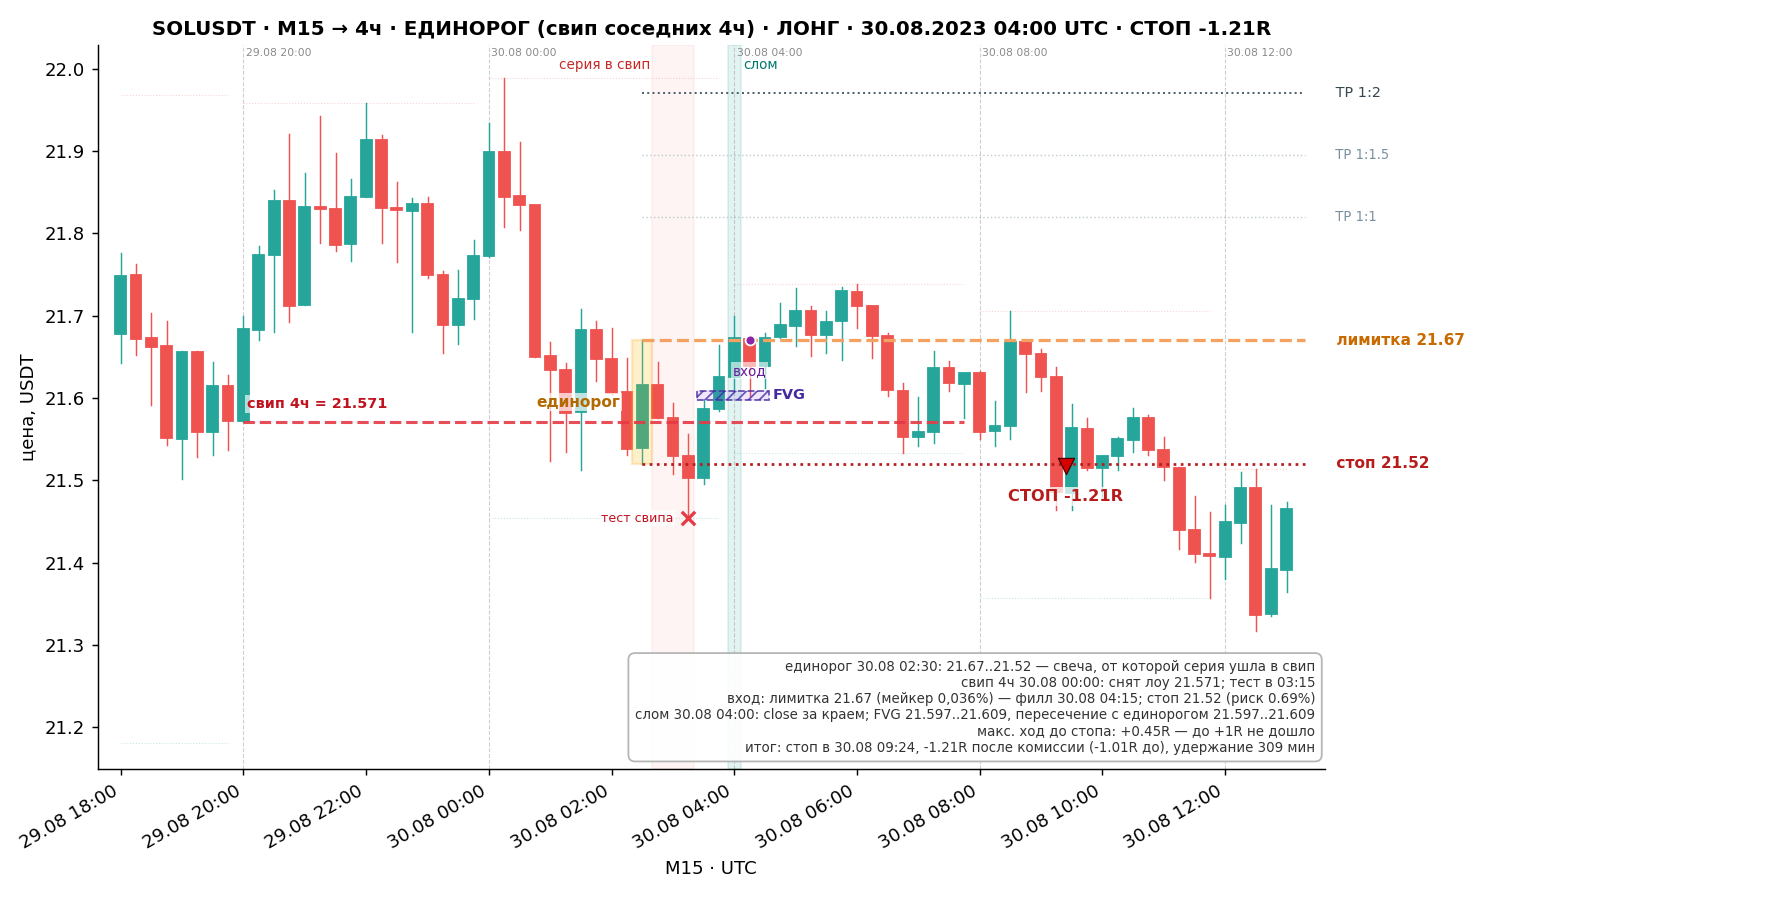 SOLUSDT · M15 → 4ч · ЕДИНОРОГ (свип соседних 4ч) · ЛОНГ · 30.08.2023 04:00 UTC · СТОП -1.21R
29.08 20:00
30.08 00:00
30.08 04:00
30.08 08:00
30.08 12:00
серия в свип
слом
22.0
21.9
21.8
21.7
21.6
21.5
21.4
21.3
21.2
цена, USDT
TP 1:2
TP 1:1.5
TP 1:1
лимитка 21.67
стоп 21.52
вход
FVG
единорог
свип 4ч = 21.571
тест свипа
СТОП -1.21R
единорог 30.08 02:30: 21.67..21.52 — свеча, от которой серия ушла в свип
свип 4ч 30.08 00:00: снят лоу 21.571; тест в 03:15
вход: лимитка 21.67 (мейкер 0,036%) — филл 30.08 04:15; стоп 21.52 (риск 0.69%)
слом 30.08 04:00: close за краем; FVG 21.597..21.609, пересечение с единорогом 21.597..21.609
макс. ход до стопа: +0.45R — до +1R не дошло
итог: стоп в 30.08 09:24, -1.21R после комиссии (-1.01R до), удержание 309 мин
29.08 18:00
29.08 20:00
29.08 22:00
30.08 00:00
30.08 02:00
30.08 04:00
30.08 06:00
30.08 08:00
30.08 10:00
30.08 12:00
M15 · UTC